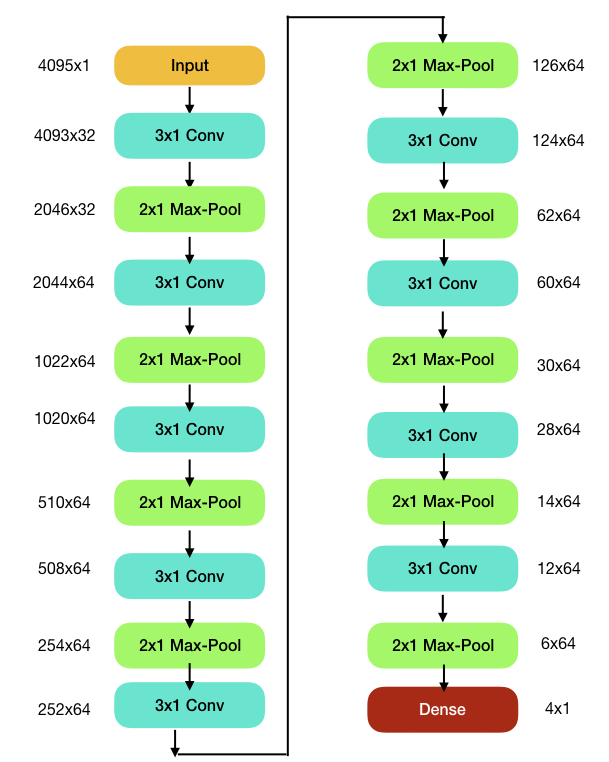 4095x1 Input
4093x32 3x1 Conv
2046x32 2x1 Max-Pool
2044x64 3x1 Conv
1022x64 2x1 Max-Pool
1020x64 3x1 Conv
510x64 2x1 Max-Pool
508x64 3x1 Conv
254x64 2x1 Max-Pool
252x64 3x1 Conv
2x1 Max-Pool 126x64
3x1 Conv 124x64
2x1 Max-Pool 62x64
3x1 Conv 60x64
2x1 Max-Pool 30x64
3x1 Conv 28x64
2x1 Max-Pool 14x64
3x1 Conv 12x64
2x1 Max-Pool 6x64
Dense 4x1